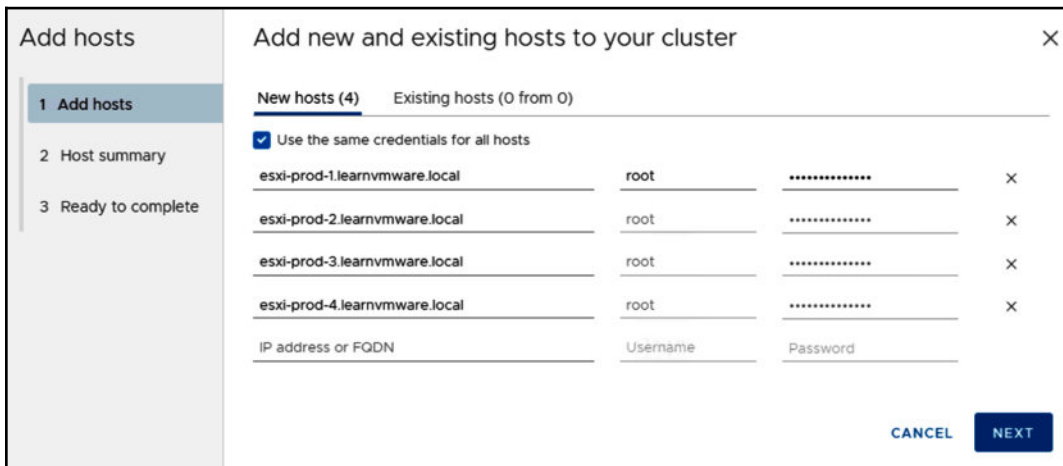 Add hosts
1 Add hosts
2 Host summary
3 Ready to complete
Add new and existing hosts to your cluster
New hosts (4) Existing hosts (0 from 0)
Use the same credentials for all hosts
esxi-prod-1.learnvmware.local root ••••••••••••••
esxi-prod-2.learnvmware.local root ••••••••••••••
esxi-prod-3.learnvmware.local root ••••••••••••••
esxi-prod-4.learnvmware.local root ••••••••••••••
IP address or FQDN Username Password
CANCEL NEXT